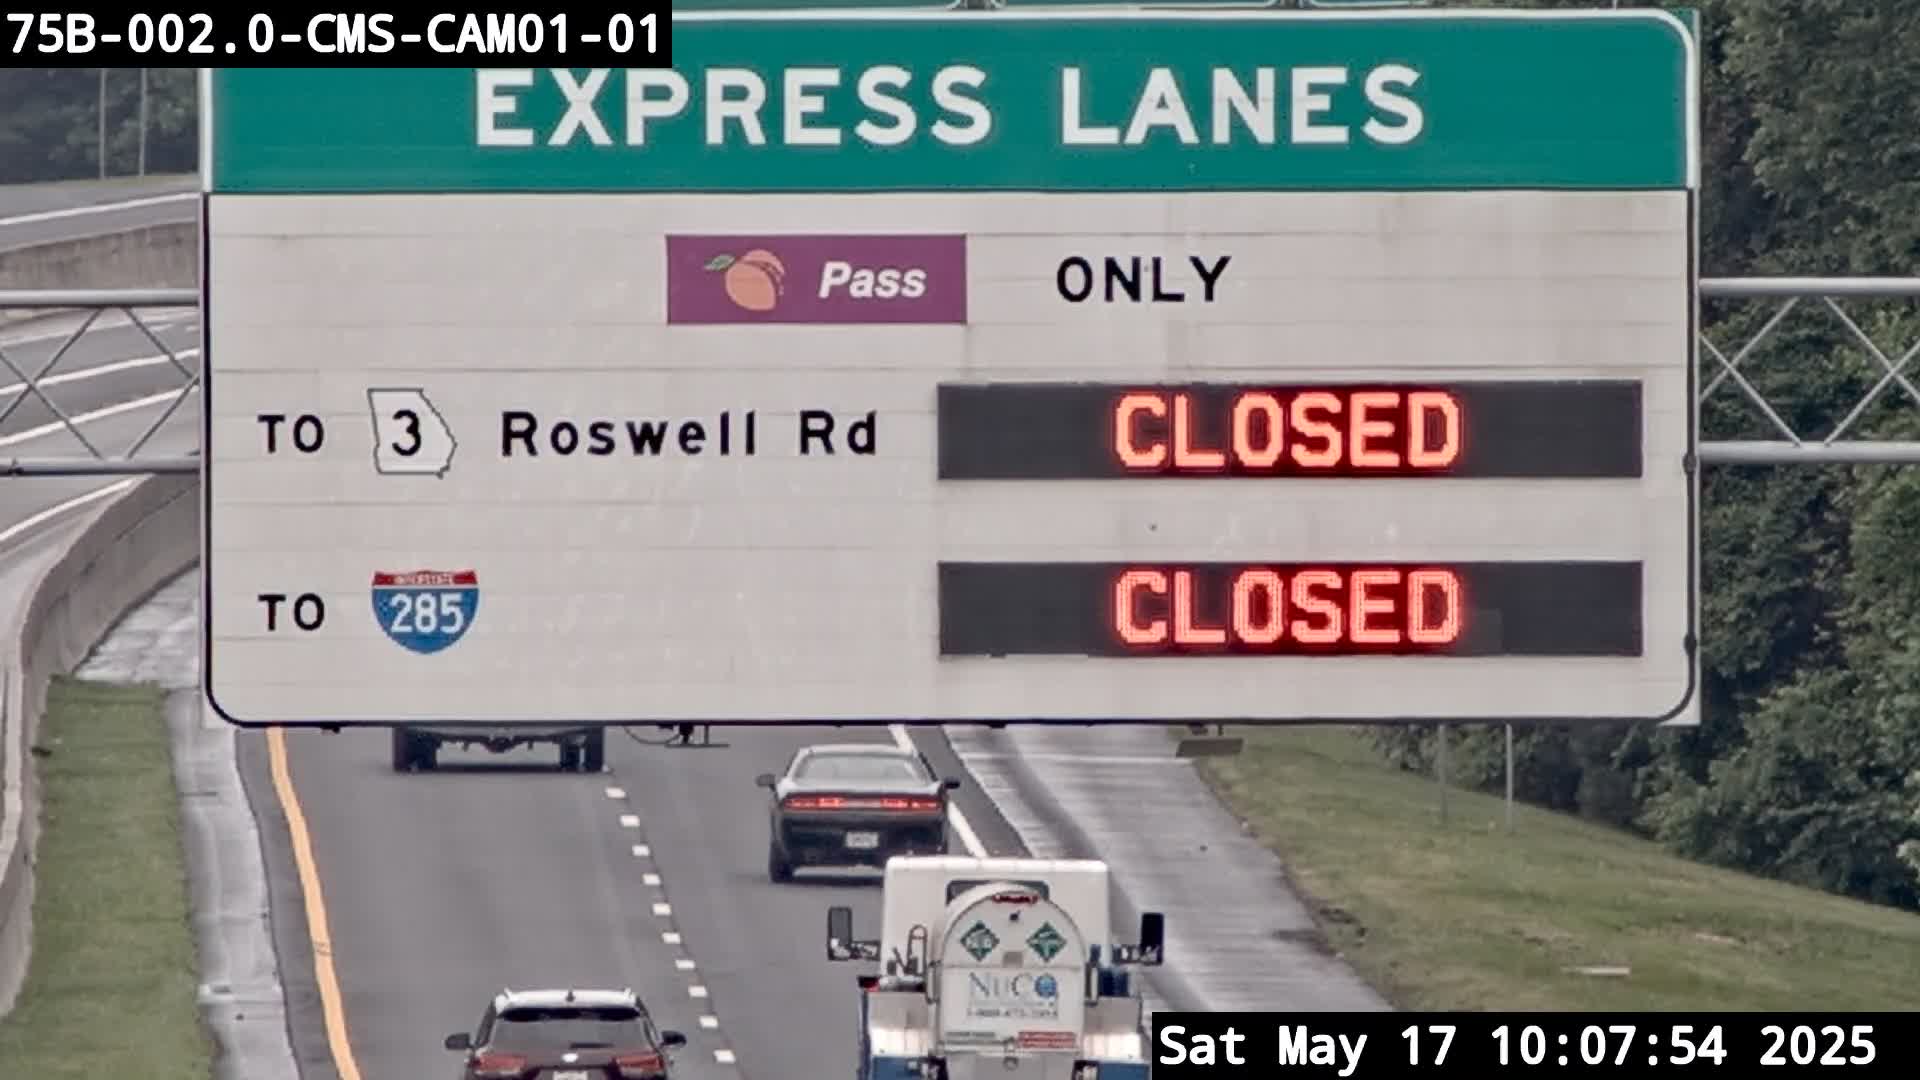 75B-002.0-CMS-CAM01-01
EXPRESS LANES
Pass ONLY
TO 3 Roswell Rd CLOSED
INTERSTATE
TO 285 CLOSED
NuCO
Sat May 17 10:07:54 2025